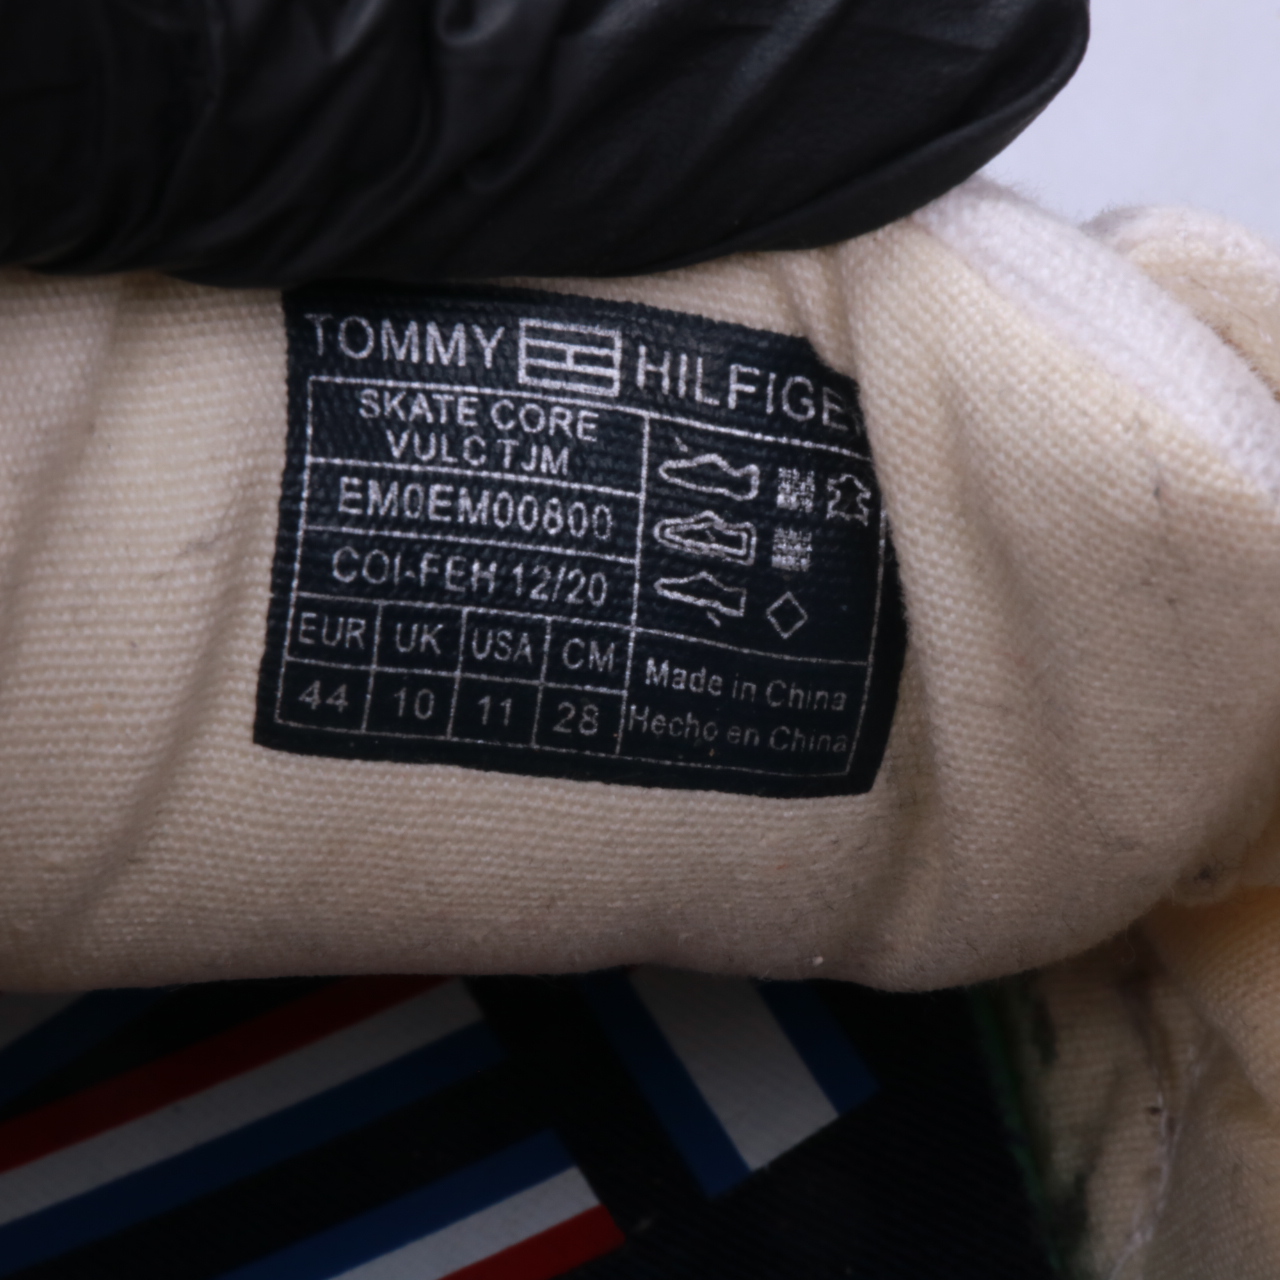 TOMMY HILFIGE
SKATE CORE
VULC TJM
EM0EM00800
COI-FEH 12/20
EUR UK USA CM
44 10 11 28
Made in China
Hecho en China